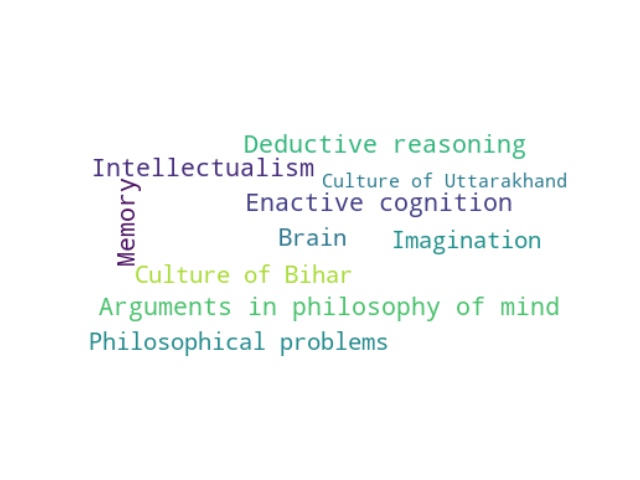 Deductive reasoning
Intellectualism
Culture of Uttarakhand
Memory
Enactive cognition
Brain
Imagination
Culture of Bihar
Arguments in philosophy of mind
Philosophical problems